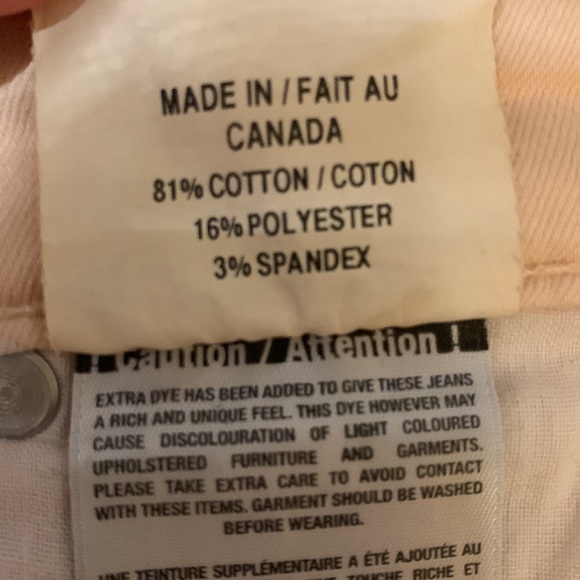 MADE IN / FAIT AU
CANADA
81% COTTON / COTON
16% POLYESTER
3% SPANDEX
! Caution / Attention !
EXTRA DYE HAS BEEN ADDED TO GIVE THESE JEANS
A RICH AND UNIQUE FEEL. THIS DYE HOWEVER MAY
CAUSE DISCOLOURATION OF LIGHT COLOURED
UPHOLSTERED FURNITURE AND GARMENTS.
PLEASE TAKE EXTRA CARE TO AVOID CONTACT
WITH THESE ITEMS. GARMENT SHOULD BE WASHED
BEFORE WEARING.
UNE TEINTURE SUPPLÉMENTAIRE A ÉTÉ AJOUTÉE AU
TOUCHE RICHE ET